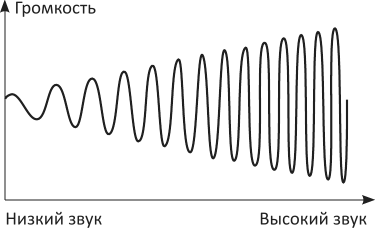 Громкость
Низкий звук
Высокий звук